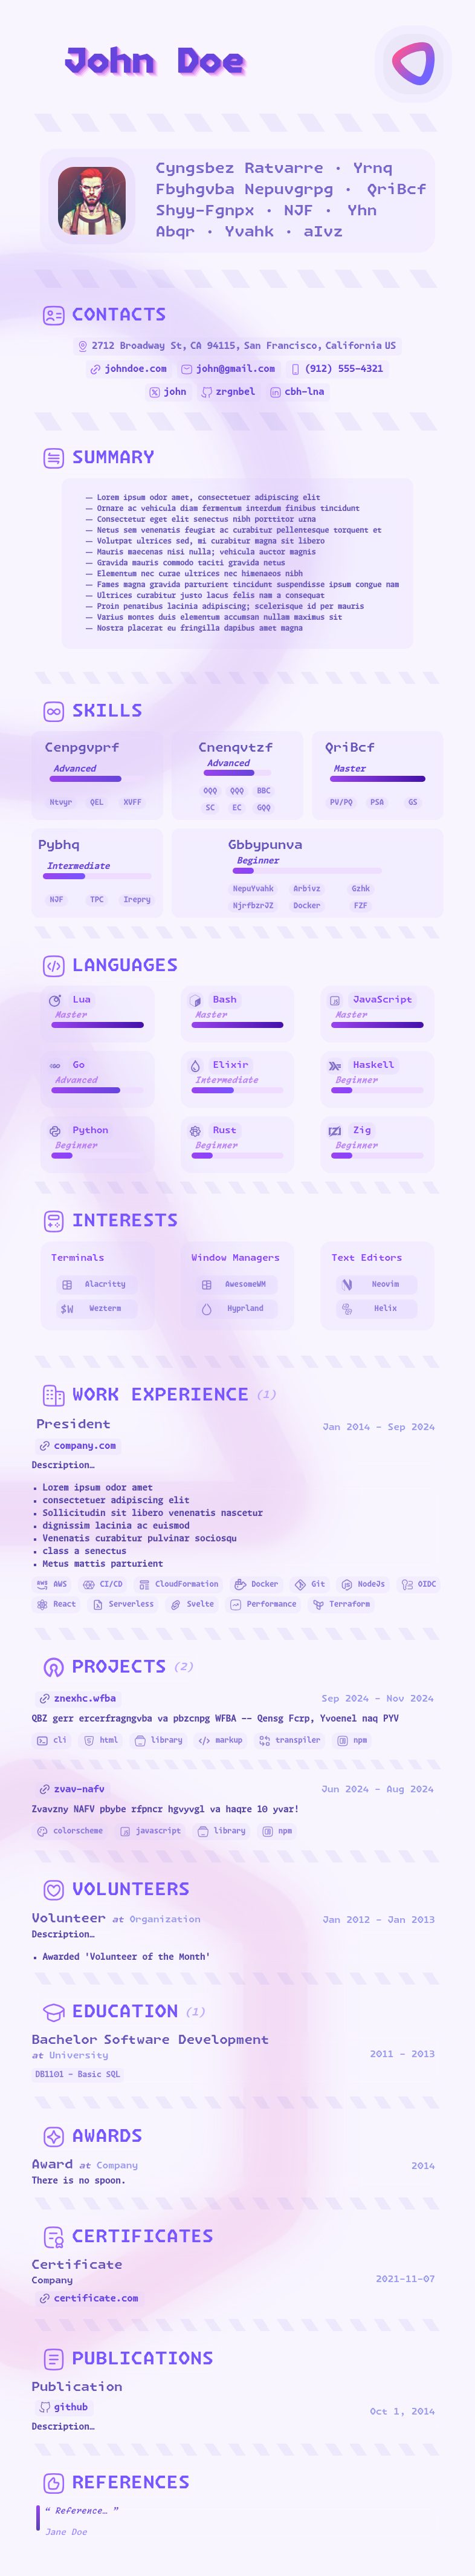 John Doe
Cyngsbez Ratvarre · Yrnq
Fbyhgvba Nepuvgrpg · QriBcf
Shyy-Fgnpx · NJF · Yhn
Abqr · Yvahk · aIvz
CONTACTS
2712 Broadway St, CA 94115, San Francisco, California US
johndoe.com john@gmail.com (912) 555-4321
john zrgnbel cbh-lna
SUMMARY
— Lorem ipsum odor amet, consectetuer adipiscing elit
— Ornare ac vehicula diam fermentum interdum finibus tincidunt
— Consectetur eget elit senectus nibh porttitor urna
— Netus sem venenatis feugiat ac curabitur pellentesque torquent et
— Volutpat ultrices sed, mi curabitur magna sit libero
— Mauris maecenas nisi nulla; vehicula auctor magnis
— Gravida mauris commodo taciti gravida netus
— Elementum nec curae ultrices nec himenaeos nibh
— Fames magna gravida parturient tincidunt suspendisse ipsum congue nam
— Ultrices curabitur justo lacus felis nam a consequat
— Proin penatibus lacinia adipiscing; scelerisque id per mauris
— Varius montes duis elementum accumsan nullam maximus sit
— Nostra placerat eu fringilla dapibus amet magna
SKILLS
Cenpgvprf Cnenqvtzf QriBcf
Advanced Advanced Master
Ntvyr QEL XVFF OQQ QQQ BBC PV/PQ PSA GS
SC EC GQQ
Pybhq Gbbypunva
Intermediate Beginner
NJF TPC Irepry NepuYvahk Arbivz Gzhk
NjrfbzrJZ Docker FZF
LANGUAGES
Lua Bash JavaScript
Master Master Master
Go Elixir Haskell
Advanced Intermediate Beginner
Python Rust Zig
Beginner Beginner Beginner
INTERESTS
Terminals Window Managers Text Editors
Alacritty AwesomeWM Neovim
$W Wezterm Hyprland Helix
WORK EXPERIENCE (1)
President Jan 2014 – Sep 2024
company.com
Description…
• Lorem ipsum odor amet
• consectetuer adipiscing elit
• Sollicitudin sit libero venenatis nascetur
• dignissim lacinia ac euismod
• Venenatis curabitur pulvinar sociosqu
• class a senectus
• Metus mattis parturient
AWS CI/CD CloudFormation Docker Git NodeJs OIDC
React Serverless Svelte Performance Terraform
PROJECTS (2)
znexhc.wfba Sep 2024 – Nov 2024
QBZ gerr ercerfragngvba va pbzcnpg WFBA -- Qensg Fcrp, Yvoenel naq PYV
cli html library markup transpiler npm
zvav-nafv Jun 2024 – Aug 2024
Zvavzny NAFV pbybe rfpncr hgvyvgl va haqre 10 yvar!
colorscheme javascript library npm
VOLUNTEERS
Volunteer at Organization Jan 2012 – Jan 2013
Description…
• Awarded 'Volunteer of the Month'
EDUCATION (1)
Bachelor Software Development
at University 2011 – 2013
DB1101 - Basic SQL
AWARDS
Award at Company 2014
There is no spoon.
CERTIFICATES
Certificate
Company 2021-11-07
certificate.com
PUBLICATIONS
Publication
github Oct 1, 2014
Description…
REFERENCES
“ Reference… ”
Jane Doe